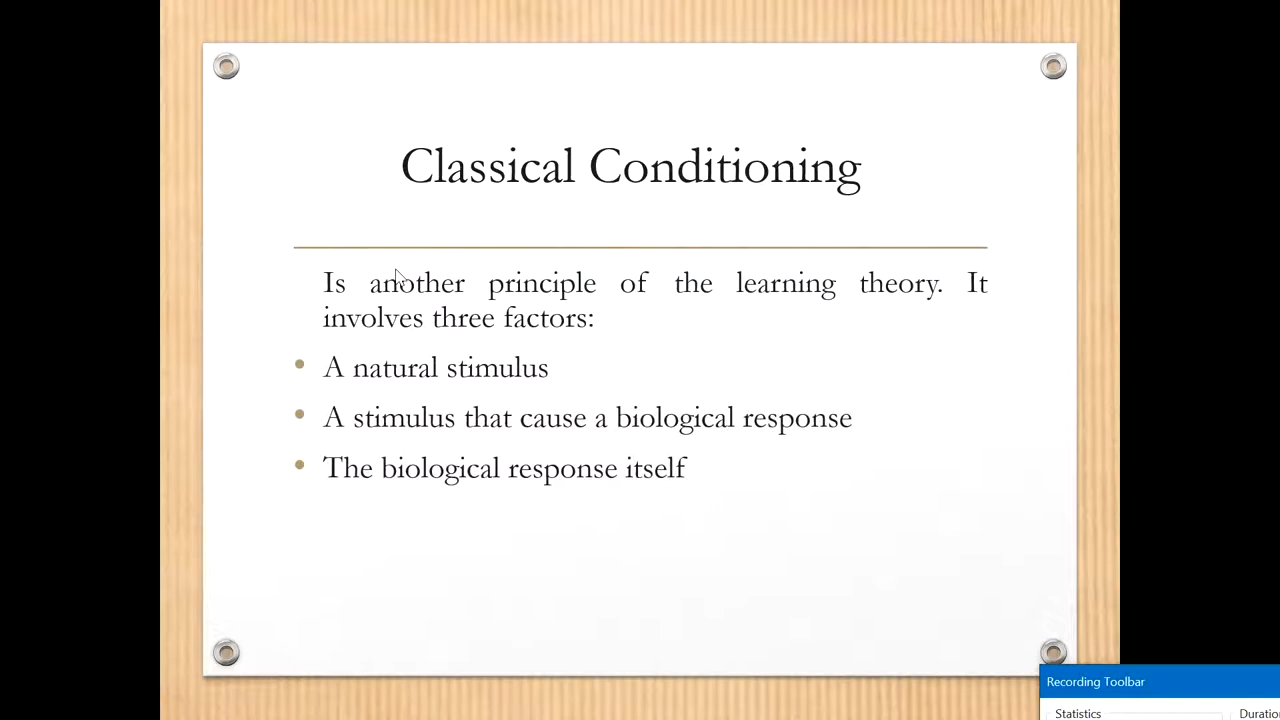 Classical Conditioning
Is another principle of the learning theory. It
involves three factors:
• A natural stimulus
• A stimulus that cause a biological response
• The biological response itself
Recording Toolbar
Statistics
Duratio